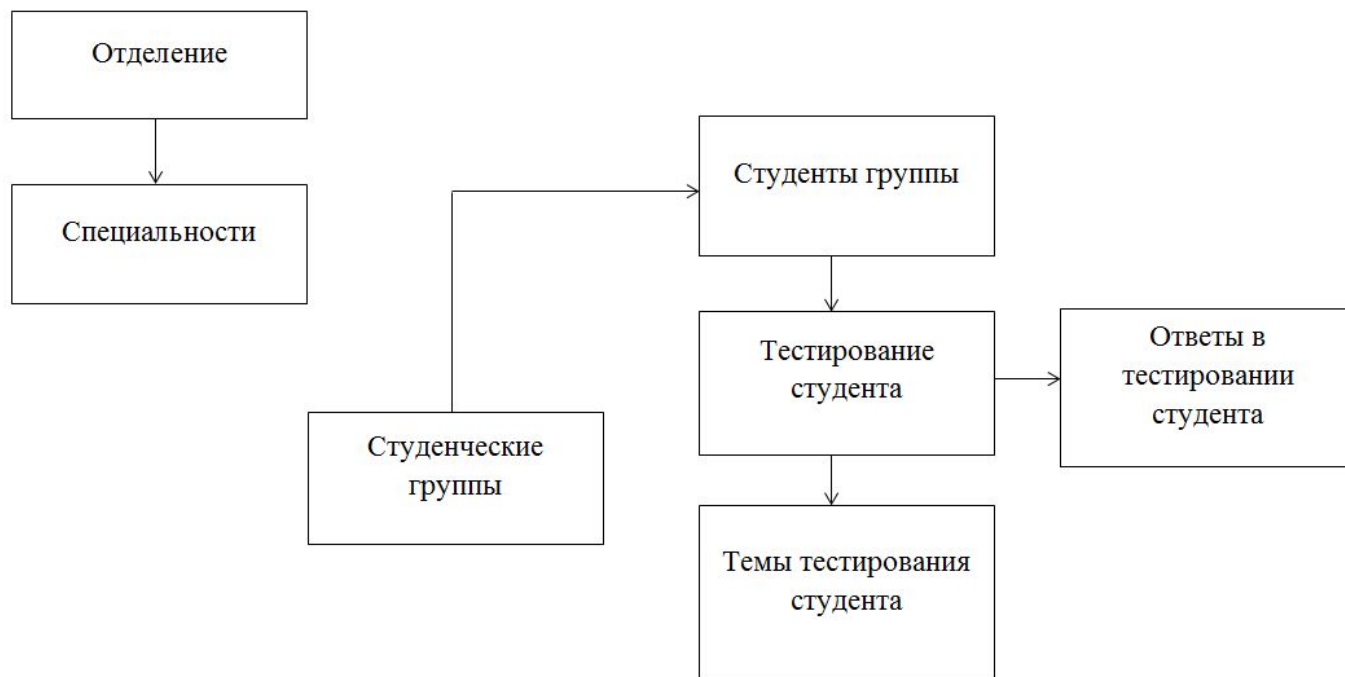 Отделение
Специальности
Студенты группы
Тестирование
студента
Ответы в
тестировании
студента
Студенческие
группы
Темы тестирования
студента